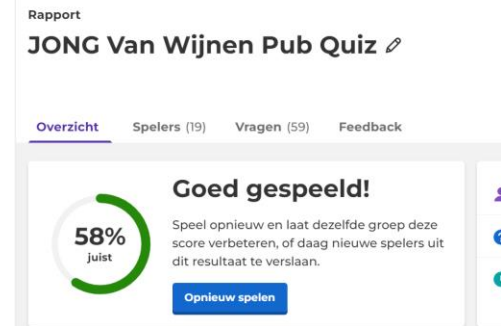 Rapport
JONG Van Wijnen Pub Quiz
Overzicht Spelers (19) Vragen (59) Feedback
Goed gespeeld!
58%
juist
Speel opnieuw en laat dezelfde groep deze
score verbeteren, of daag nieuwe spelers uit
dit resultaat te verslaan.
Opnieuw spelen